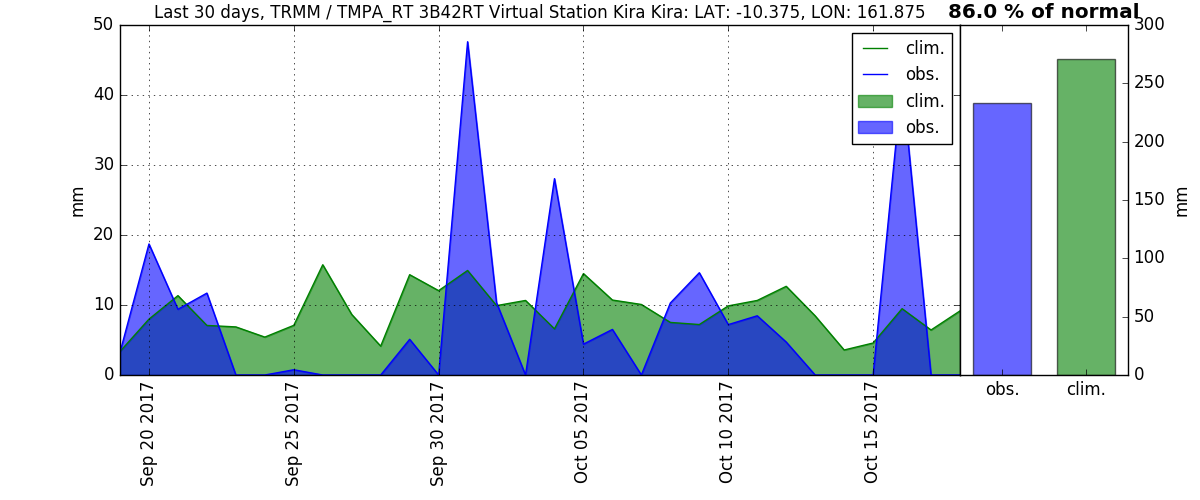 Last 30 days, TRMM / TMPA_RT 3B42RT Virtual Station Kira Kira: LAT: -10.375, LON: 161.875
86.0 % of normal
50
40
30
20
10
0
mm
clim.
obs.
clim.
obs.
300
250
200
150
100
50
0
mm
Sep 20 2017
Sep 25 2017
Sep 30 2017
Oct 05 2017
Oct 10 2017
Oct 15 2017
obs.
clim.